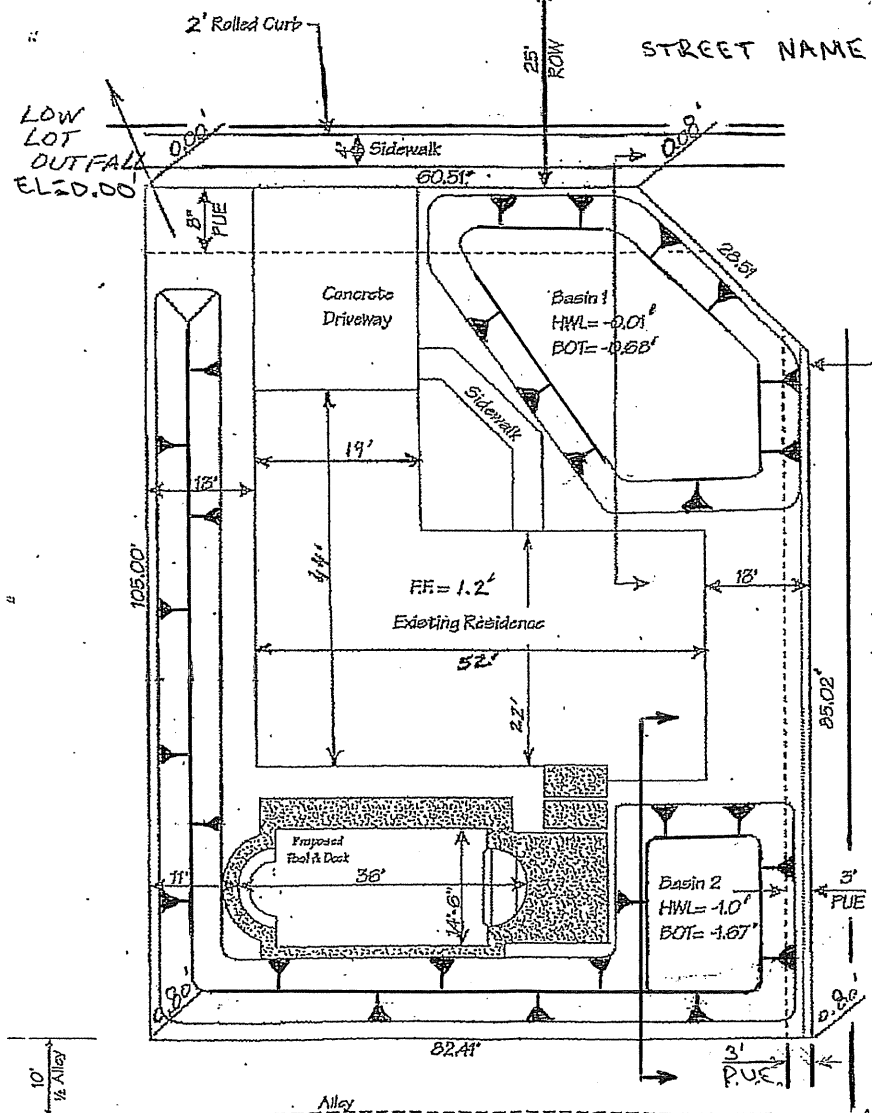 2' Rolled Curb
STREET NAME
25'
ROW
LOW
LOT
OUTFALL
EL=0.00'
0.00'
0.00'
4'
Sidewalk
60.51'
8"
PUE
28.51
Concrete
Driveway
Basin 1
HWL= -0.01'
BOT= -0.68'
Sidewalk
19'
13'
44'
105.00'
F.F. = 1.2'
Existing Residence
13'
52'
22'
85.02'
Proposed
Pool & Deck
11'
36'
14'-6"
Basin 2
HWL= -1.0'
BOT= -1.67'
3'
PUE
0.80'
82.41'
3'
P.U.E.
10'
½ Alley
Alley